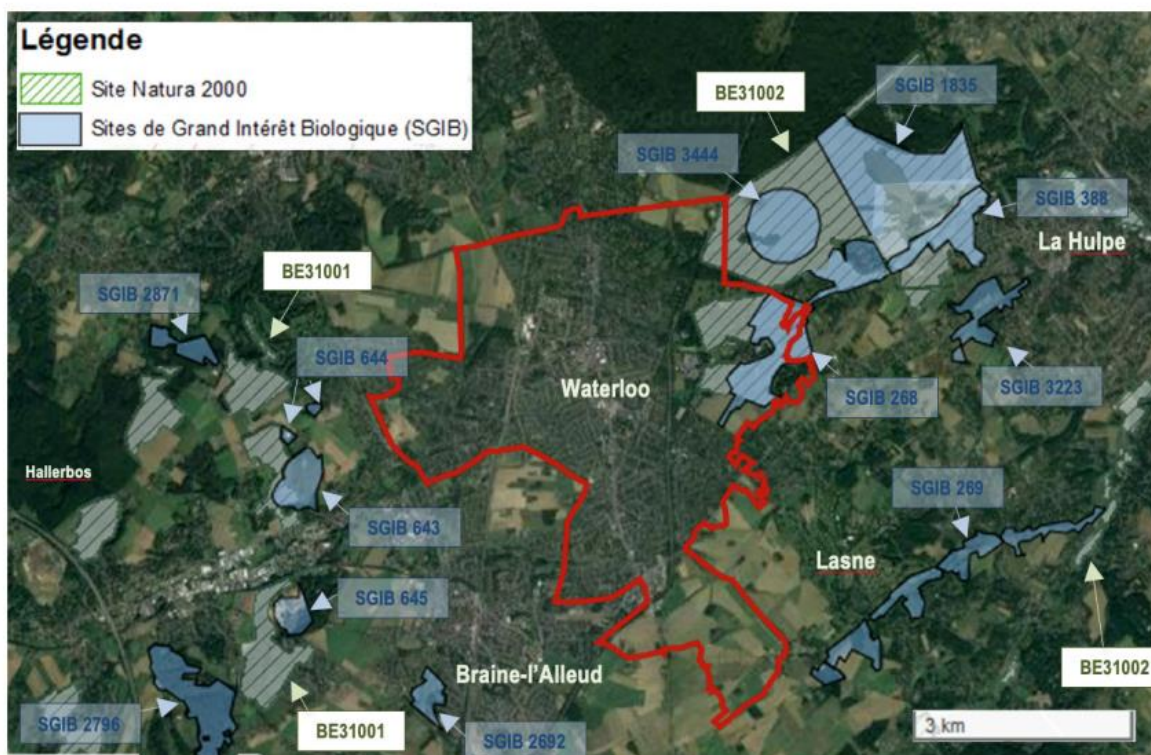 Légende
Site Natura 2000
Sites de Grand Intérêt Biologique (SGIB)
BE31002
SGIB 1835
SGIB 3444
SGIB 388
La Hulpe
BE31001
SGIB 2871
SGIB 644
Waterloo
SGIB 3223
SGIB 268
Hallerbos
SGIB 269
SGIB 643
Lasne
SGIB 645
Braine-l'Alleud
BE31002
SGIB 2796
BE31001
SGIB 2692
3 km